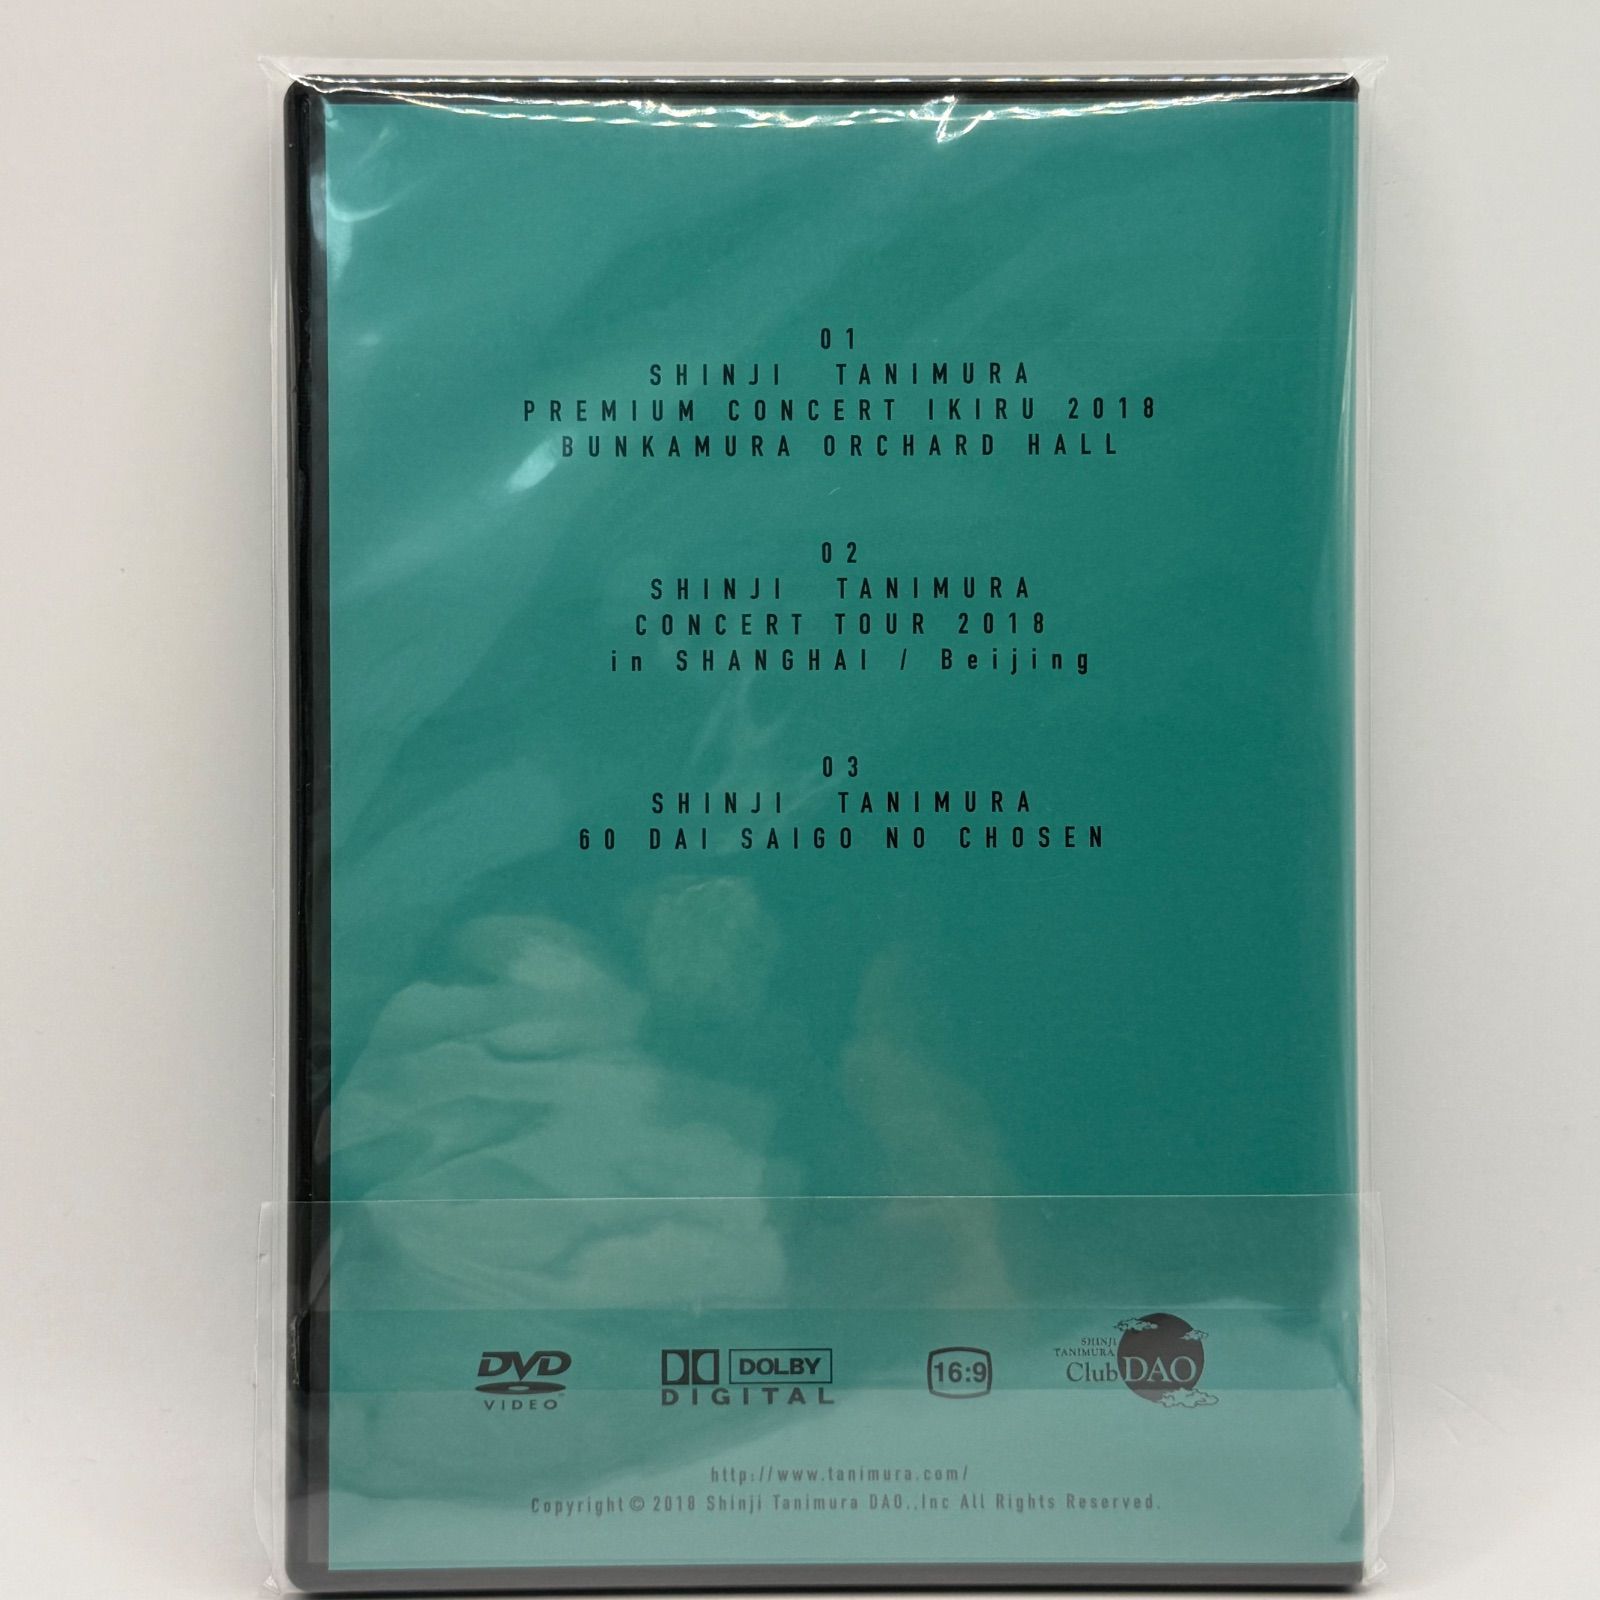 01
SHINJI TANIMURA
PREMIUM CONCERT IKIRU 2018
BUNKAMURA ORCHARD HALL
02
SHINJI TANIMURA
CONCERT TOUR 2018
in SHANGHAI / Beijing
03
SHINJI TANIMURA
60 DAI SAIGO NO CHOSEN
DVD
VIDEO™
DOLBY
DIGITAL
16:9
SHINJI
TANIMURA
Club DAO
http://www.tanimura.com/
Copyright © 2018 Shinji Tanimura DAO.,Inc All Rights Reserved.